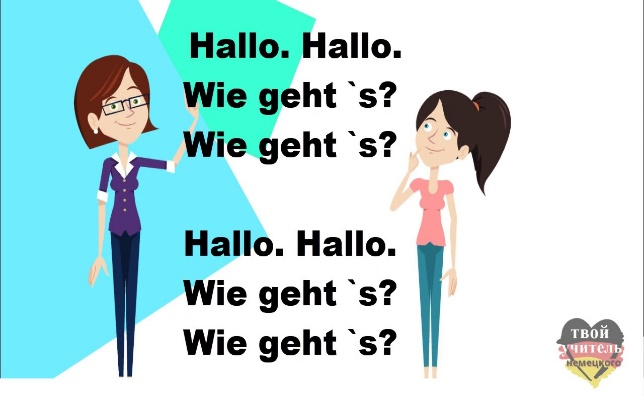 Hallo. Hallo.
Wie geht `s?
Wie geht `s?
Hallo. Hallo.
Wie geht `s?
Wie geht `s?
ТВОЙ
учитель
немецкого